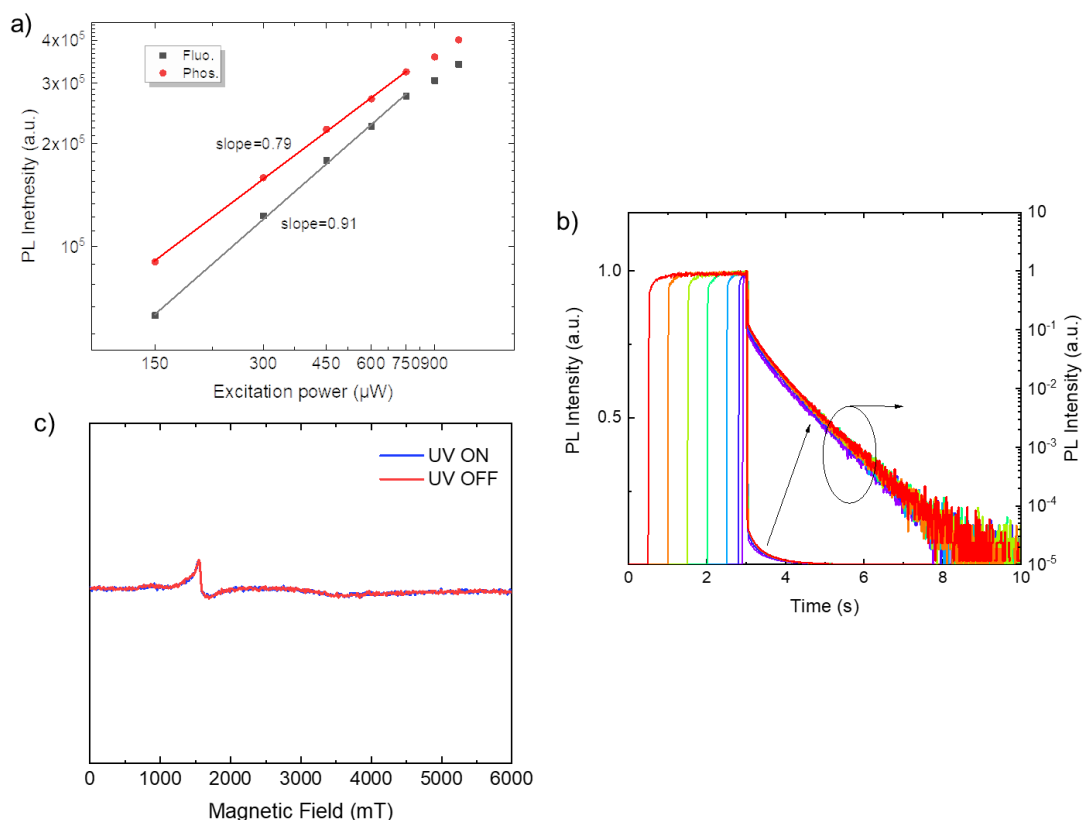 a)
4x10⁵
3x10⁵
2x10⁵
10⁵
Fluo.
Phos.
slope=0.79
slope=0.91
150
300
450
600
750
900
PL Inetnesity (a.u.)
Excitation power (µW)
b)
1.0
0.5
10
1
10⁻¹
10⁻²
10⁻³
10⁻⁴
10⁻⁵
0
2
4
6
8
10
PL Intensity (a.u.)
PL Intensity (a.u.)
Time (s)
c)
UV ON
UV OFF
0
1000
2000
3000
4000
5000
6000
Magnetic Field (mT)